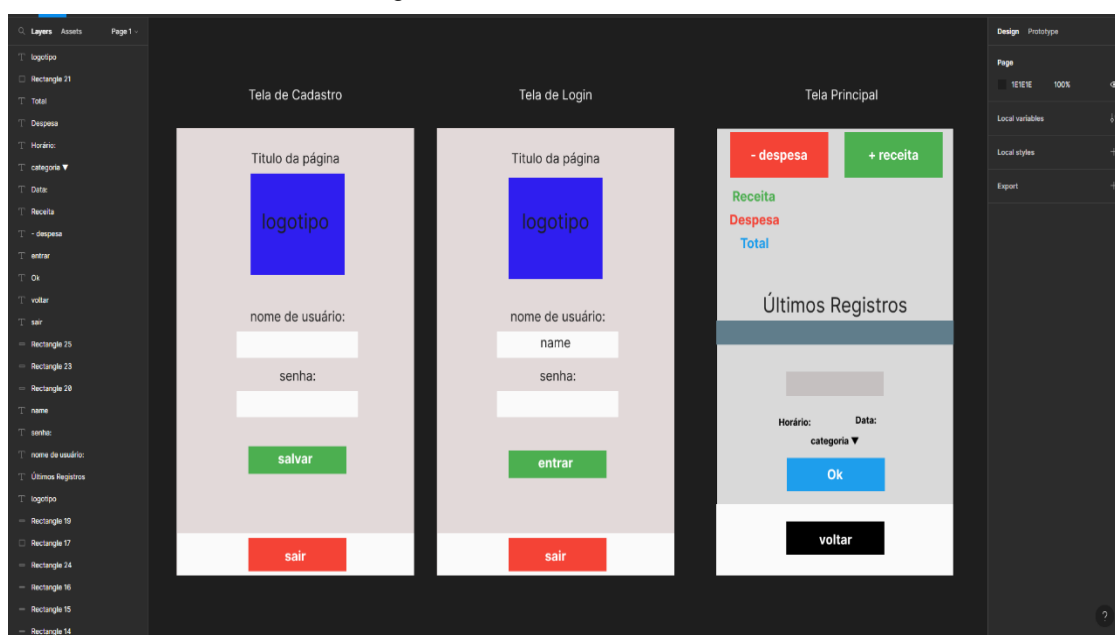 Layers Assets Page 1
logotipo
Rectangle 21
Total
Despesa
Horário:
categoria ▼
Data:
Receita
- despesa
entrar
Ok
voltar
sair
Rectangle 25
Rectangle 23
Rectangle 20
name
senha:
nome de usuário:
Últimos Registros
logotipo
Rectangle 19
Rectangle 17
Rectangle 24
Rectangle 16
Rectangle 15
Rectangle 14
Tela de Cadastro
Titulo da página
logotipo
nome de usuário:
senha:
salvar
sair
Tela de Login
Titulo da página
logotipo
nome de usuário:
name
senha:
entrar
sair
Tela Principal
- despesa + receita
Receita
Despesa
Total
Últimos Registros
Horário: Data:
categoria ▼
Ok
voltar
Design Prototype
Page
1E1E1E 100%
Local variables
Local styles +
Export +
?